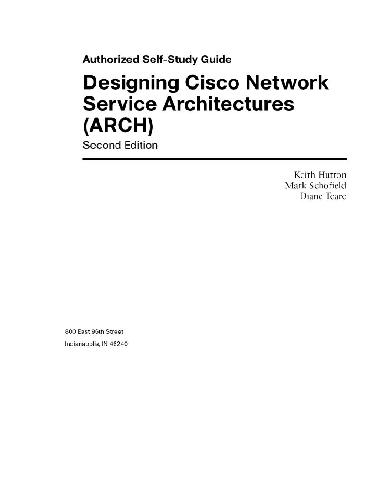 Authorized Self-Study Guide
Designing Cisco Network
Service Architectures
(ARCH)
Second Edition
Keith Hutton
Mark Schofield
Diane Teare
800 East 96th Street
Indianapolis, IN 46240